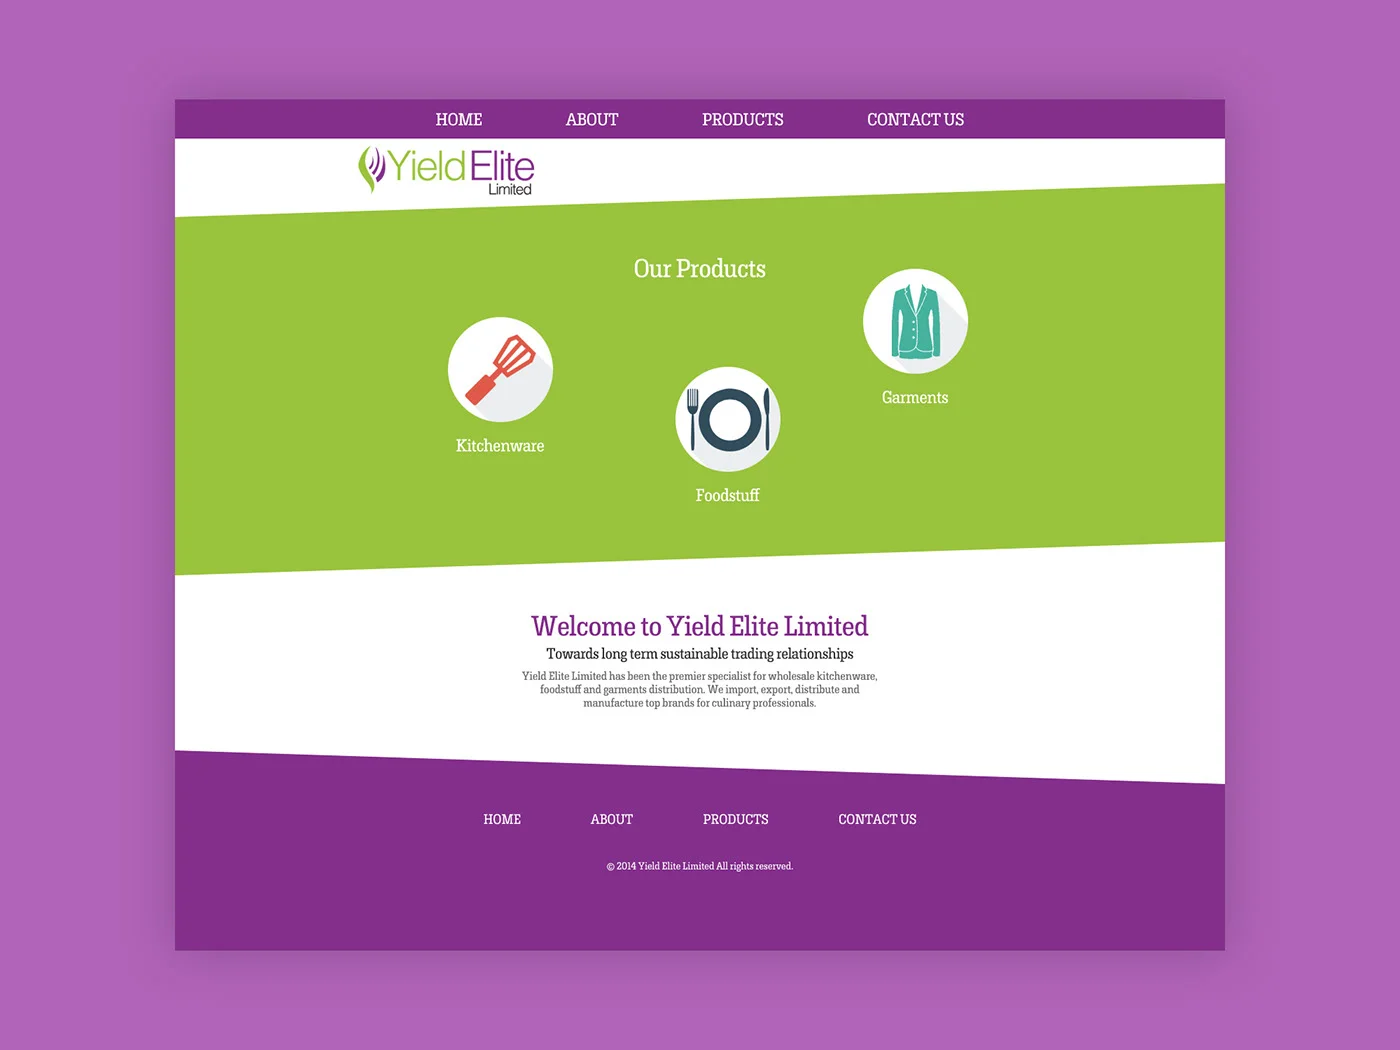 HOME ABOUT PRODUCTS CONTACT US
Yield Elite
Limited
Our Products
Kitchenware
Foodstuff
Garments
Welcome to Yield Elite Limited
Towards long term sustainable trading relationships
Yield Elite Limited has been the premier specialist for wholesale kitchenware,
foodstuff and garments distribution. We import, export, distribute and
manufacture top brands for culinary professionals.
HOME ABOUT PRODUCTS CONTACT US
© 2014 Yield Elite Limited All rights reserved.